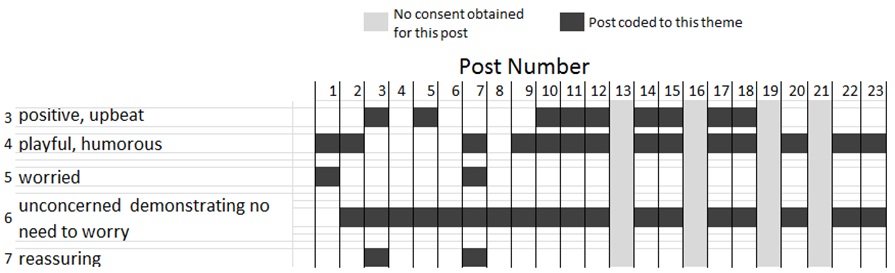 No consent obtained
for this post
Post coded to this theme
Post Number
1 2 3 4 5 6 7 8 9 10 11 12 13 14 15 16 17 18 19 20 21 22 23
3 positive, upbeat
4 playful, humorous
5 worried
6 unconcerned demonstrating no
need to worry
7 reassuring